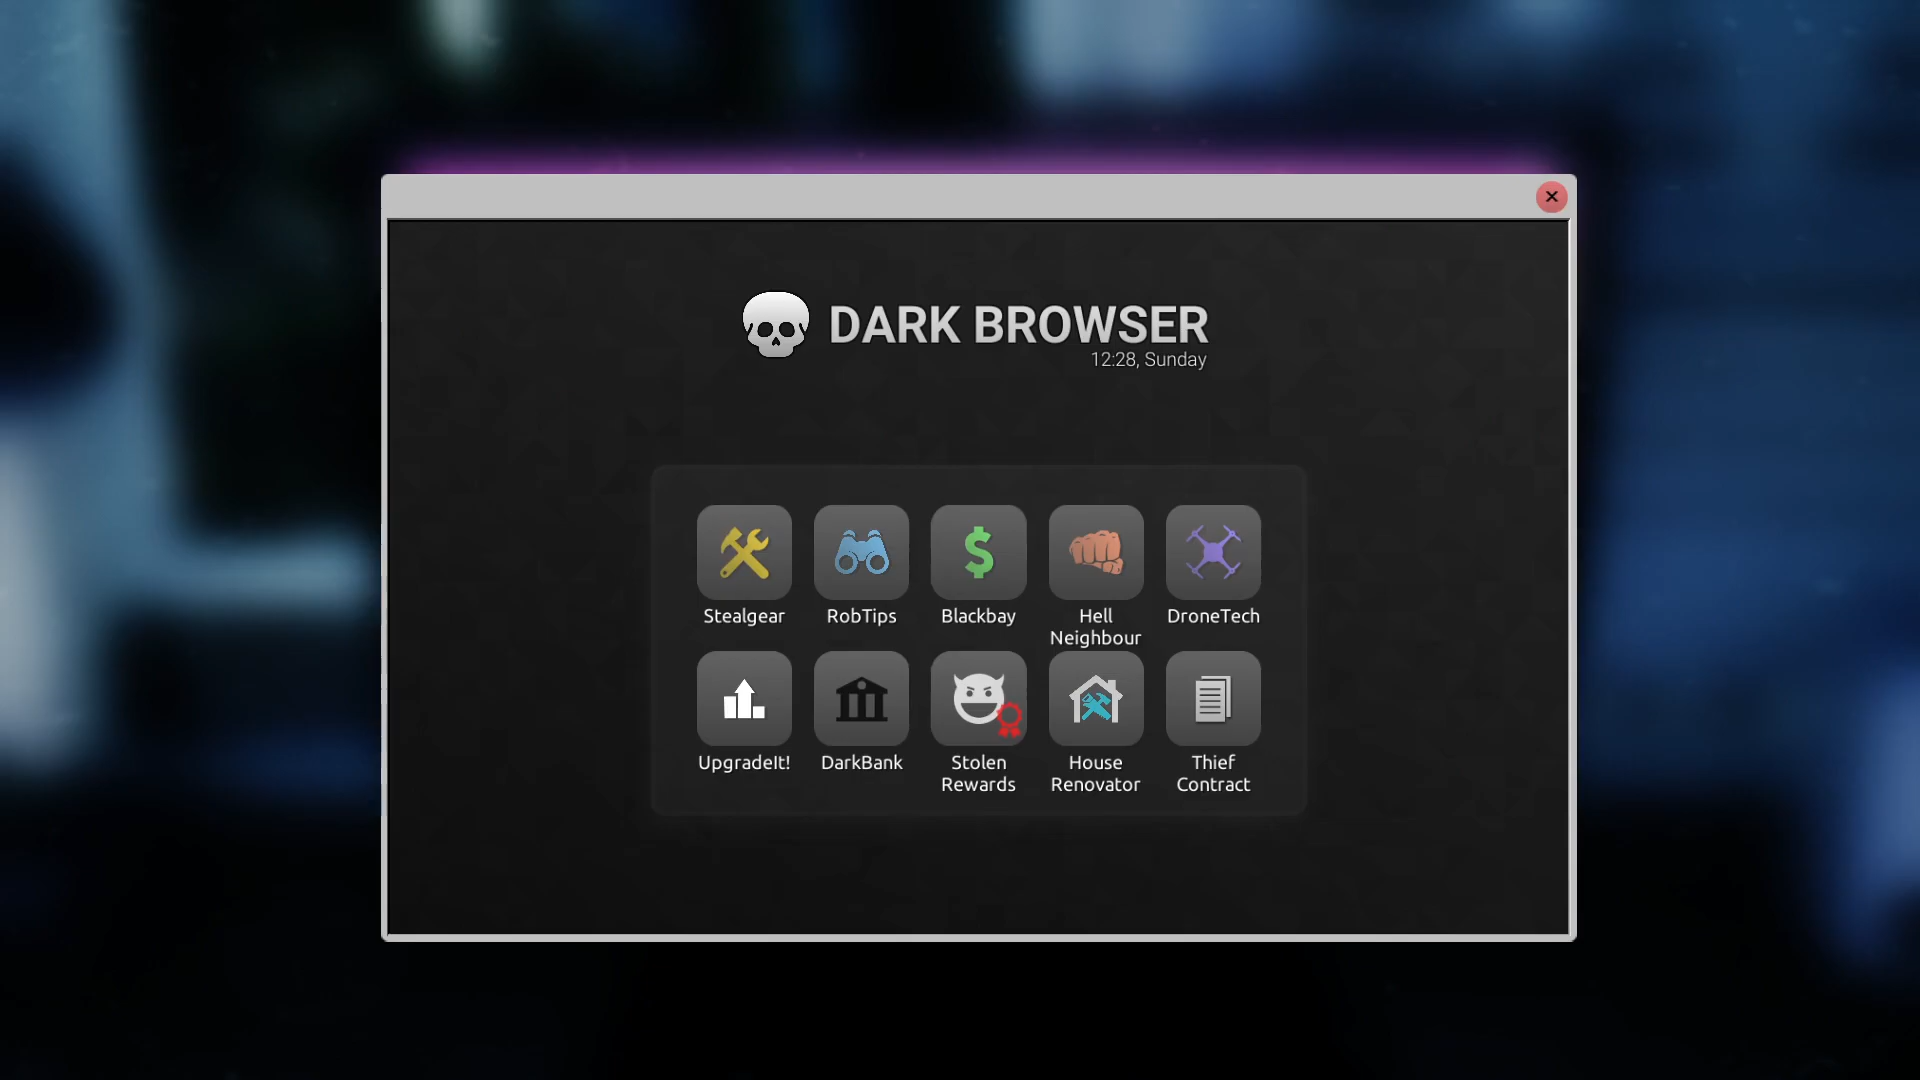 DARK BROWSER
12:28, Sunday
Stealgear
RobTips
Blackbay
Hell
Neighbour
DroneTech
UpgradeIt!
DarkBank
Stolen
Rewards
House
Renovator
Thief
Contract